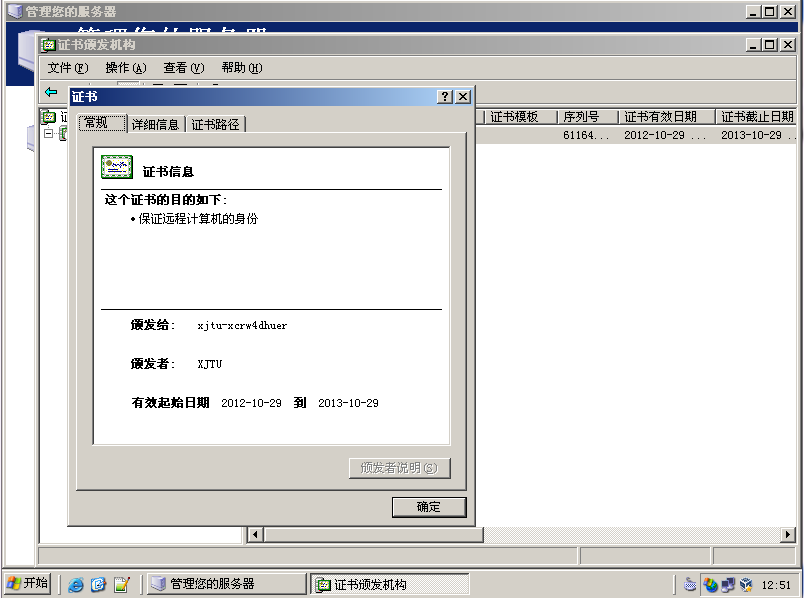 管理您的服务器
证书颁发机构
文件(F) 操作(A) 查看(V) 帮助(H)
证书
常规 详细信息 证书路径
证书模板 序列号 证书有效日期 证书截止日期
61164... 2012-10-29 ... 2013-10-29 ..
证书信息
这个证书的目的如下:
•保证远程计算机的身份
颁发给: xjtu-xcrw4dhuer
颁发者: XJTU
有效起始日期 2012-10-29 到 2013-10-29
颁发者说明(S)
确定
开始 管理您的服务器 证书颁发机构 12:51